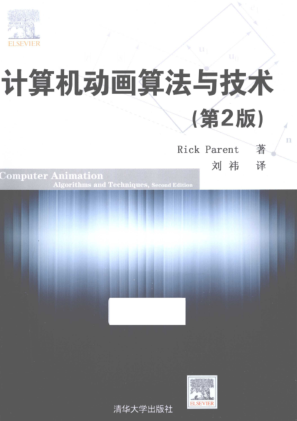 ELSEVIER
计算机动画算法与技术
(第2版)
Rick Parent 著
刘祎 译
Computer Animation
Algorithms and Techniques, Second Edition
清华大学出版社